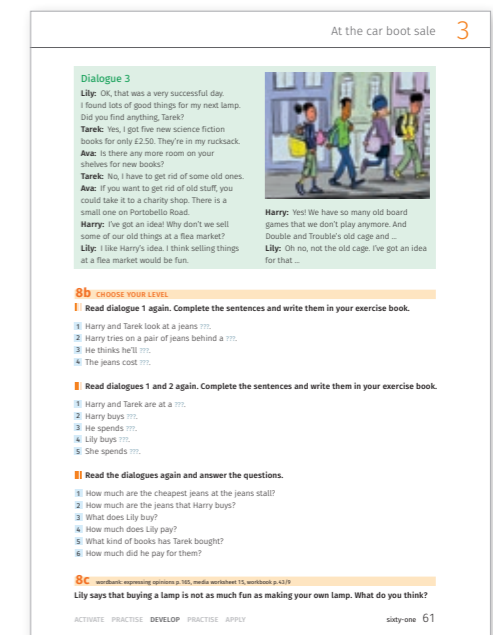 At the car boot sale 3
Dialogue 3
Lily: OK, that was a very successful day.
I found lots of good things for my next lamp.
Did you find anything, Tarek?
Tarek: Yes, I got five new science fiction
books for only £2.50. They're in my rucksack.
Ava: Is there any more room on your
shelves for new books?
Tarek: No, I have to get rid of some old ones.
Ava: If you want to get rid of old stuff, you
could take it to a charity shop. There is a
small one on Portobello Road.
Harry: I've got an idea! Why don't we sell
some of our old things at a flea market?
Lily: I like Harry's idea. I think selling things
at a flea market would be fun.
Harry: Yes! We have so many old board
games that we don't play anymore. And
Double and Trouble's old cage and ...
Lily: Oh no, not the old cage. I've got an idea
for that ...
8b CHOOSE YOUR LEVEL
Read dialogue 1 again. Complete the sentences and write them in your exercise book.
1 Harry and Tarek look at a jeans ???.
2 Harry tries on a pair of jeans behind a ???.
3 He thinks he'll ???.
4 The jeans cost ???.
Read dialogues 1 and 2 again. Complete the sentences and write them in your exercise book.
1 Harry and Tarek are at a ???.
2 Harry buys ???.
3 He spends ???.
4 Lily buys ???.
5 She spends ???.
Read the dialogues again and answer the questions.
1 How much are the cheapest jeans at the jeans stall?
2 How much are the jeans that Harry buys?
3 What does Lily buy?
4 How much does Lily pay?
5 What kind of books has Tarek bought?
6 How much did he pay for them?
8c wordbank: expressing opinions p. 165, media worksheet 15, workbook p. 43/9
Lily says that buying a lamp is not as much fun as making your own lamp. What do you think?
ACTIVATE PRACTISE DEVELOP PRACTISE APPLY sixty-one 61